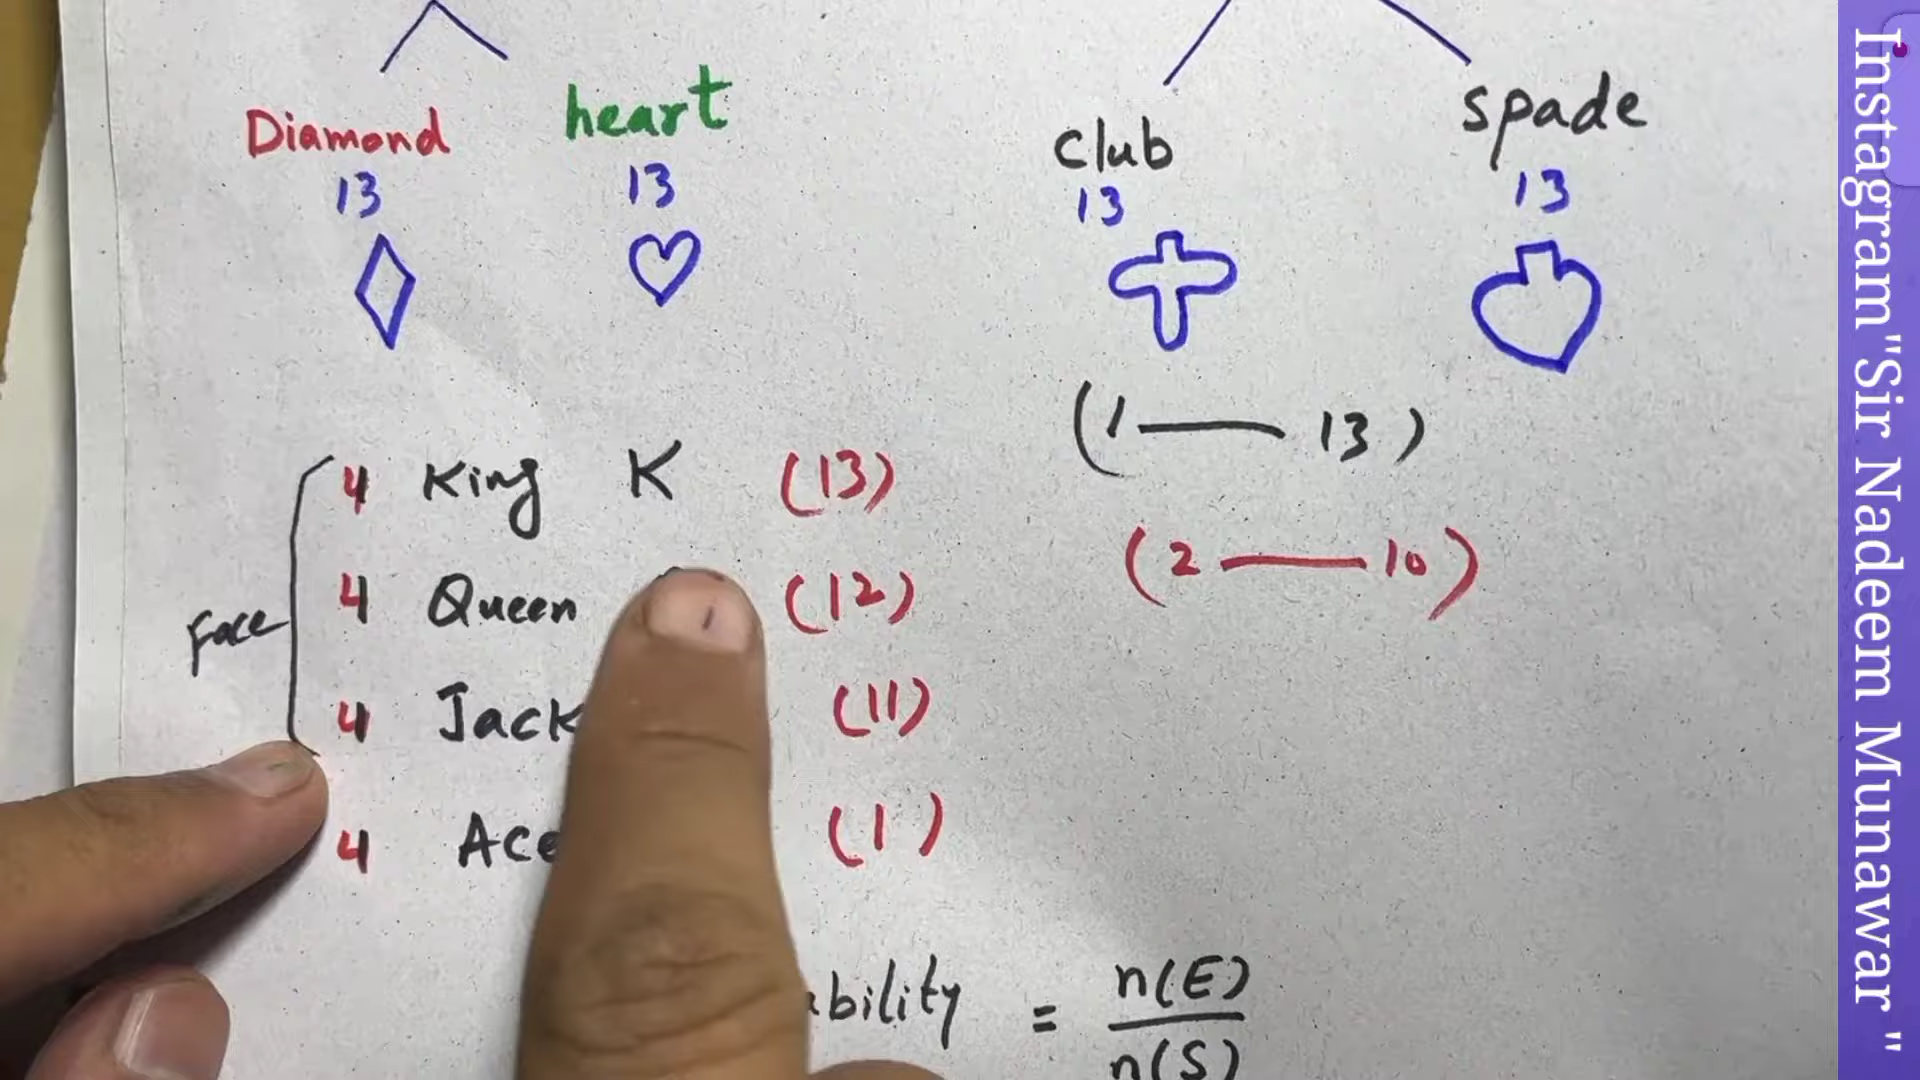 Diamond heart club spade
13 13 13 13
(1 — 13)
4 King K (13)
(2 — 10)
4 Queen (12)
Face
4 Jack (11)
4 Ace (1)
ability = n(E)
n(S)
Instagram"Sir Nadeem Munawar "